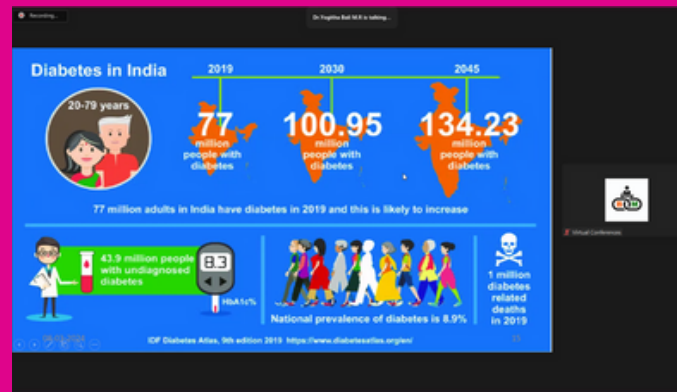 Recording...
Dr.Yogitha Bali M.R is talking...
Diabetes in India
2019
2030
2045
20-79 years
77
million
people with
diabetes
100.95
million
people with
diabetes
134.23
million
people with
diabetes
77 million adults in India have diabetes in 2019 and this is likely to increase
43.9 million people
with undiagnosed
diabetes
8.3
HbA1c%
National prevalence of diabetes is 8.9%
1 million
diabetes
related
deaths
in 2019
IDF Diabetes Atlas, 9th edition 2019 https://www.diabetesatlas.org/en/
Virtual Conferences